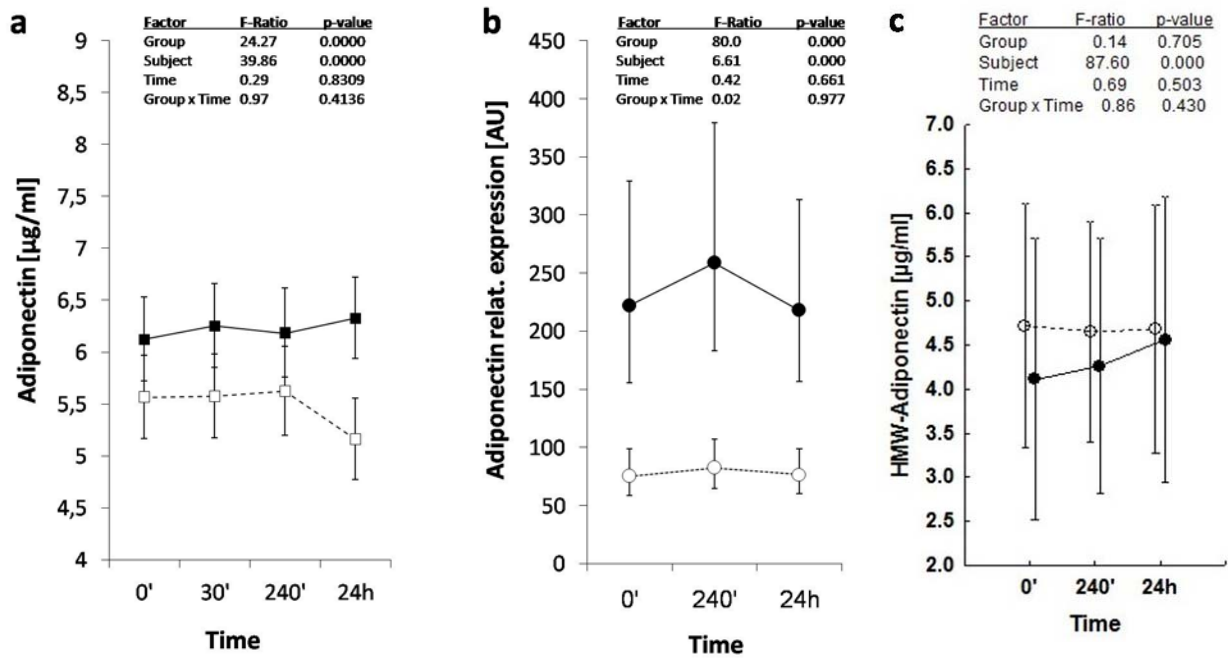 a
Factor F-Ratio p-value
Group 24.27 0.0000
Subject 39.86 0.0000
Time 0.29 0.8309
Group x Time 0.97 0.4136
Adiponectin [µg/ml]
9
8,5
8
7,5
7
6,5
6
5,5
5
4,5
4
0' 30' 240' 24h
Time
b
Factor F-Ratio p-value
Group 80.0 0.000
Subject 6.61 0.000
Time 0.42 0.661
Group x Time 0.02 0.977
Adiponectin relat. expression [AU]
450
400
350
300
250
200
150
100
50
0
0' 240' 24h
Time
c
Factor F-ratio p-value
Group 0.14 0.705
Subject 87.60 0.000
Time 0.69 0.503
Group x Time 0.86 0.430
HMW-Adiponectin [µg/ml]
7.0
6.0
5.5
5.0
4.5
4.0
3.5
3.0
2.5
2.0
0' 240' 24h
Time